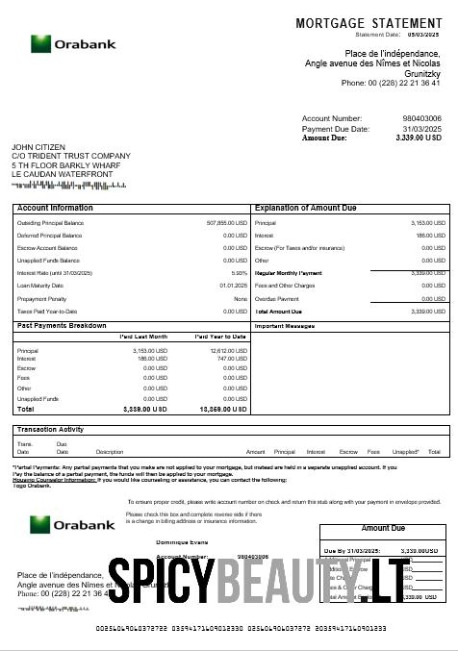 MORTGAGE STATEMENT
Statement Date: 05/03/2025
Orabank
Place de l'indépendance,
Angle avenue des Nîmes et Nicolas
Grunitzky
Phone: 00 (228) 22 21 36 41
Account Number: 980403006
Payment Due Date: 31/03/2025
Amount Due: 3,339.00 USD
JOHN CITIZEN
C/O TRIDENT TRUST COMPANY
5 TH FLOOR BARKLY WHARF
LE CAUDAN WATERFRONT
Account Information
Outsiding Principal Balance 507,855.00 USD
Deferred Principal Balance 0.00 USD
Escrow Account Balance 0.00 USD
Unapplied Funds Balance 0.00 USD
Interest Rate (until 31/03/2025)
Loan Maturity Date 01.01.2025
Prepayment Penalty None
Taxes Paid Year-to-Date 0.00 USD
Explanation of Amount Due
Principal 3,153.00 USD
Interest 186.00 USD
Escrow (For Taxes and/or insurance) 0.00 USD
Other 0.00 USD
Regular Monthly Payment 3,339.00 USD
Fees and Other Charges 0.00 USD
Overdue Payment 0.00 USD
Total Amount Due 3,339.00 USD
Past Payments Breakdown
Paid Last Month Paid Year to Date
Principal 3,153.00 USD 12,612.00 USD
Interest 186.00 USD 747.00 USD
Escrow 0.00 USD 0.00 USD
Fees 0.00 USD 0.00 USD
Other 0.00 USD 0.00 USD
Unapplied Funds 0.00 USD 0.00 USD
Total 3,339.00 USD 13,359.00 USD
Important Messages
Transaction Activity
Trans. Due
Date Date Description Amount Principal Interest Escrow Fees Unapplied* Total
*Partial Payments: Any partial payments that you make are not applied to your mortgage, but instead are held in a separate unapplied account. If you
Pay the balance of a partial payment, the funds will then be applied to your mortgage.
Housing Counselor Information: If you would like counseling or assistance, you can contact the following:
Togo Orabank.
To ensure proper credit, please write account number on check and return this stub along with your payment in envelope provided.
Orabank
Please check this box and complete reverse side if there
is a change in billing address or insurance information.
Dominique Evans
Account Number: 980403006
Amount Due
Due By 31/03/2025: 3,339.00USD
Place de l'indépendance,
Angle avenue des Nîmes et
Phone: 00 (228) 22 21 36 4
SPICYBEAUTY.LT